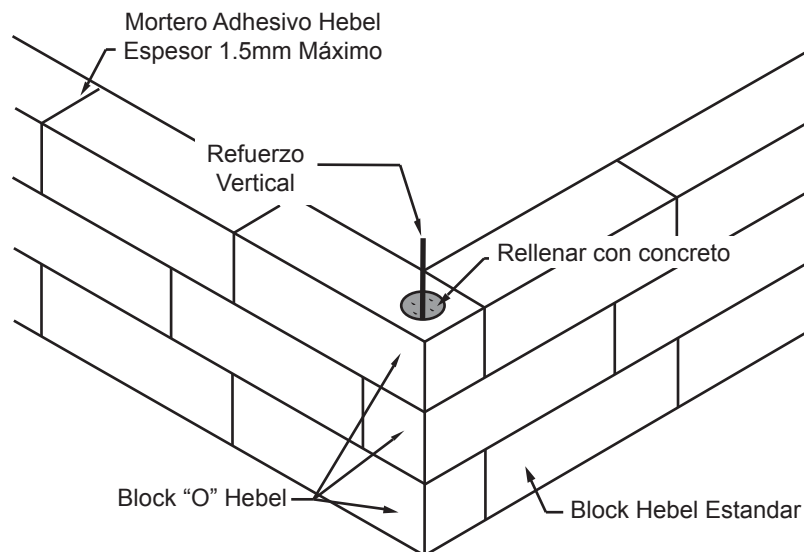 Mortero Adhesivo Hebel
Espesor 1.5mm Máximo
Refuerzo
Vertical
Rellenar con concreto
Block “O” Hebel
Block Hebel Estandar